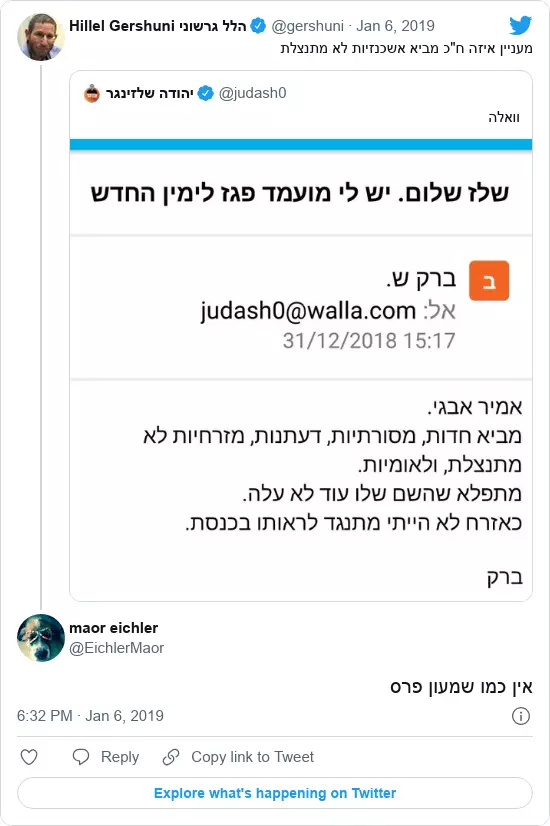 Hillel Gershuni הלל גרשוני @gershuni · Jan 6, 2019
מעניין איזה ח"כ מביא אשכנזיות לא מתנצלת
יהודה שלזינגר @judash0
וואלה
שלז שלום. יש לי מועמד פגז לימין החדש
ב
ברק ש.
אל: judash0@walla.com
31/12/2018 15:17
אמיר אבגי.
מביא חדות, מסורתיות, דעתנות, מזרחיות לא
מתנצלת, ולאומיות.
מתפלא שהשם שלו עוד לא עלה.
כאזרח לא הייתי מתנגד לראותו בכנסת.
ברק
maor eichler
@EichlerMaor
אין כמו שמעון פרס
6:32 PM · Jan 6, 2019
Reply
Copy link to Tweet
Explore what's happening on Twitter